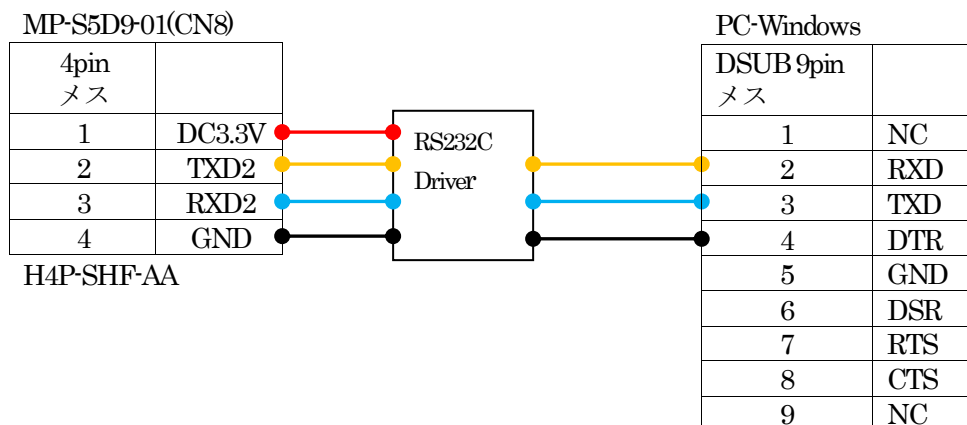 MP-S5D9-01(CN8)
4pin
メス
1 DC3.3V
2 TXD2
3 RXD2
4 GND
H4P-SHF-AA
RS232C
Driver
PC-Windows
DSUB 9pin
メス
1 NC
2 RXD
3 TXD
4 DTR
5 GND
6 DSR
7 RTS
8 CTS
9 NC